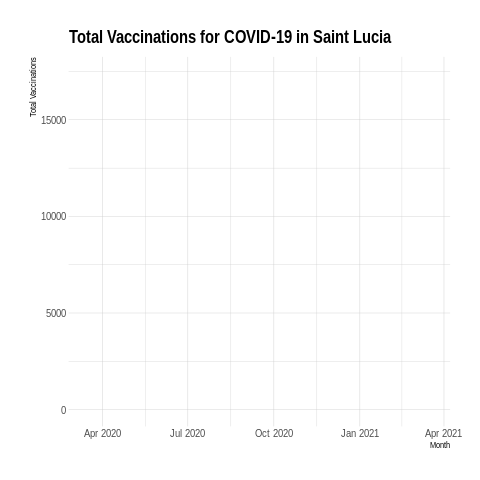 Total Vaccinations for COVID-19 in Saint Lucia
Total Vaccinations
15000
10000
5000
0
Apr 2020 Jul 2020 Oct 2020 Jan 2021 Apr 2021
Month